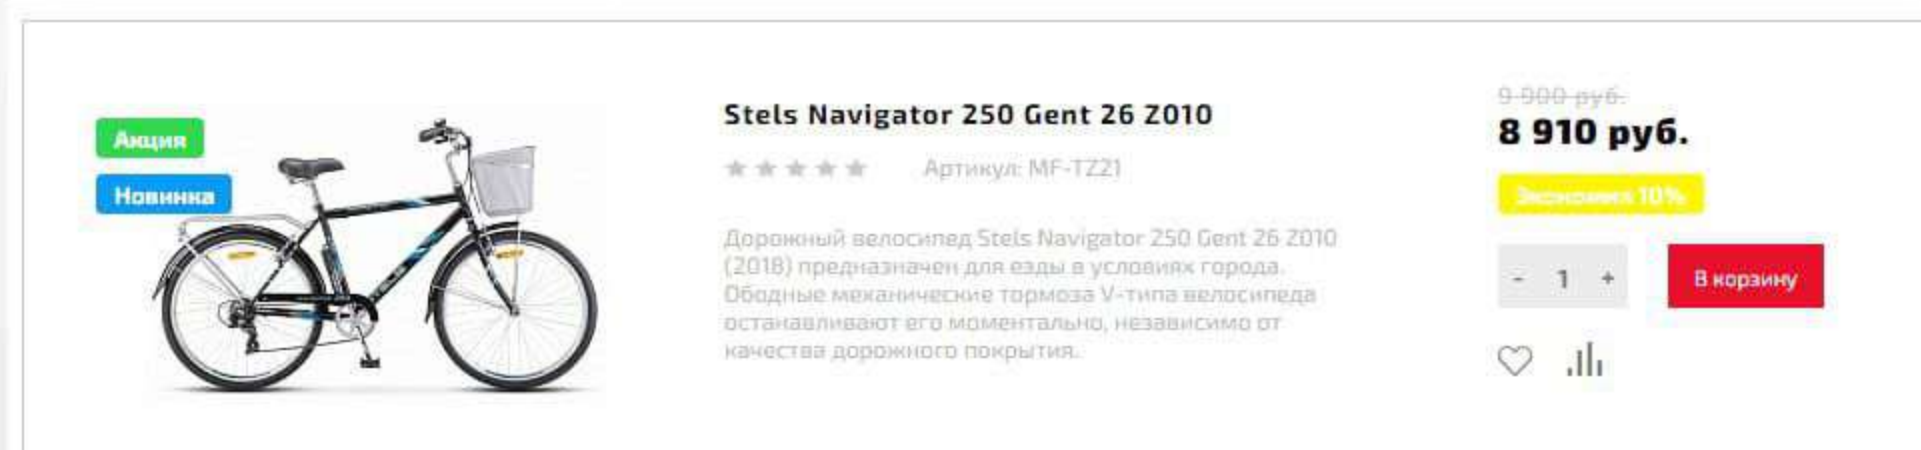 Акция
Новинка
Stels Navigator 250 Gent 26 Z010
Артикул: MF-TZ21
Дорожный велосипед Stels Navigator 250 Gent 26 Z010
(2018) предназначен для езды в условиях города.
Ободные механические тормоза V-типа велосипеда
останавливают его моментально, независимо от
качества дорожного покрытия.
9 900 руб.
8 910 руб.
Экономия 10%
- 1 +
В корзину